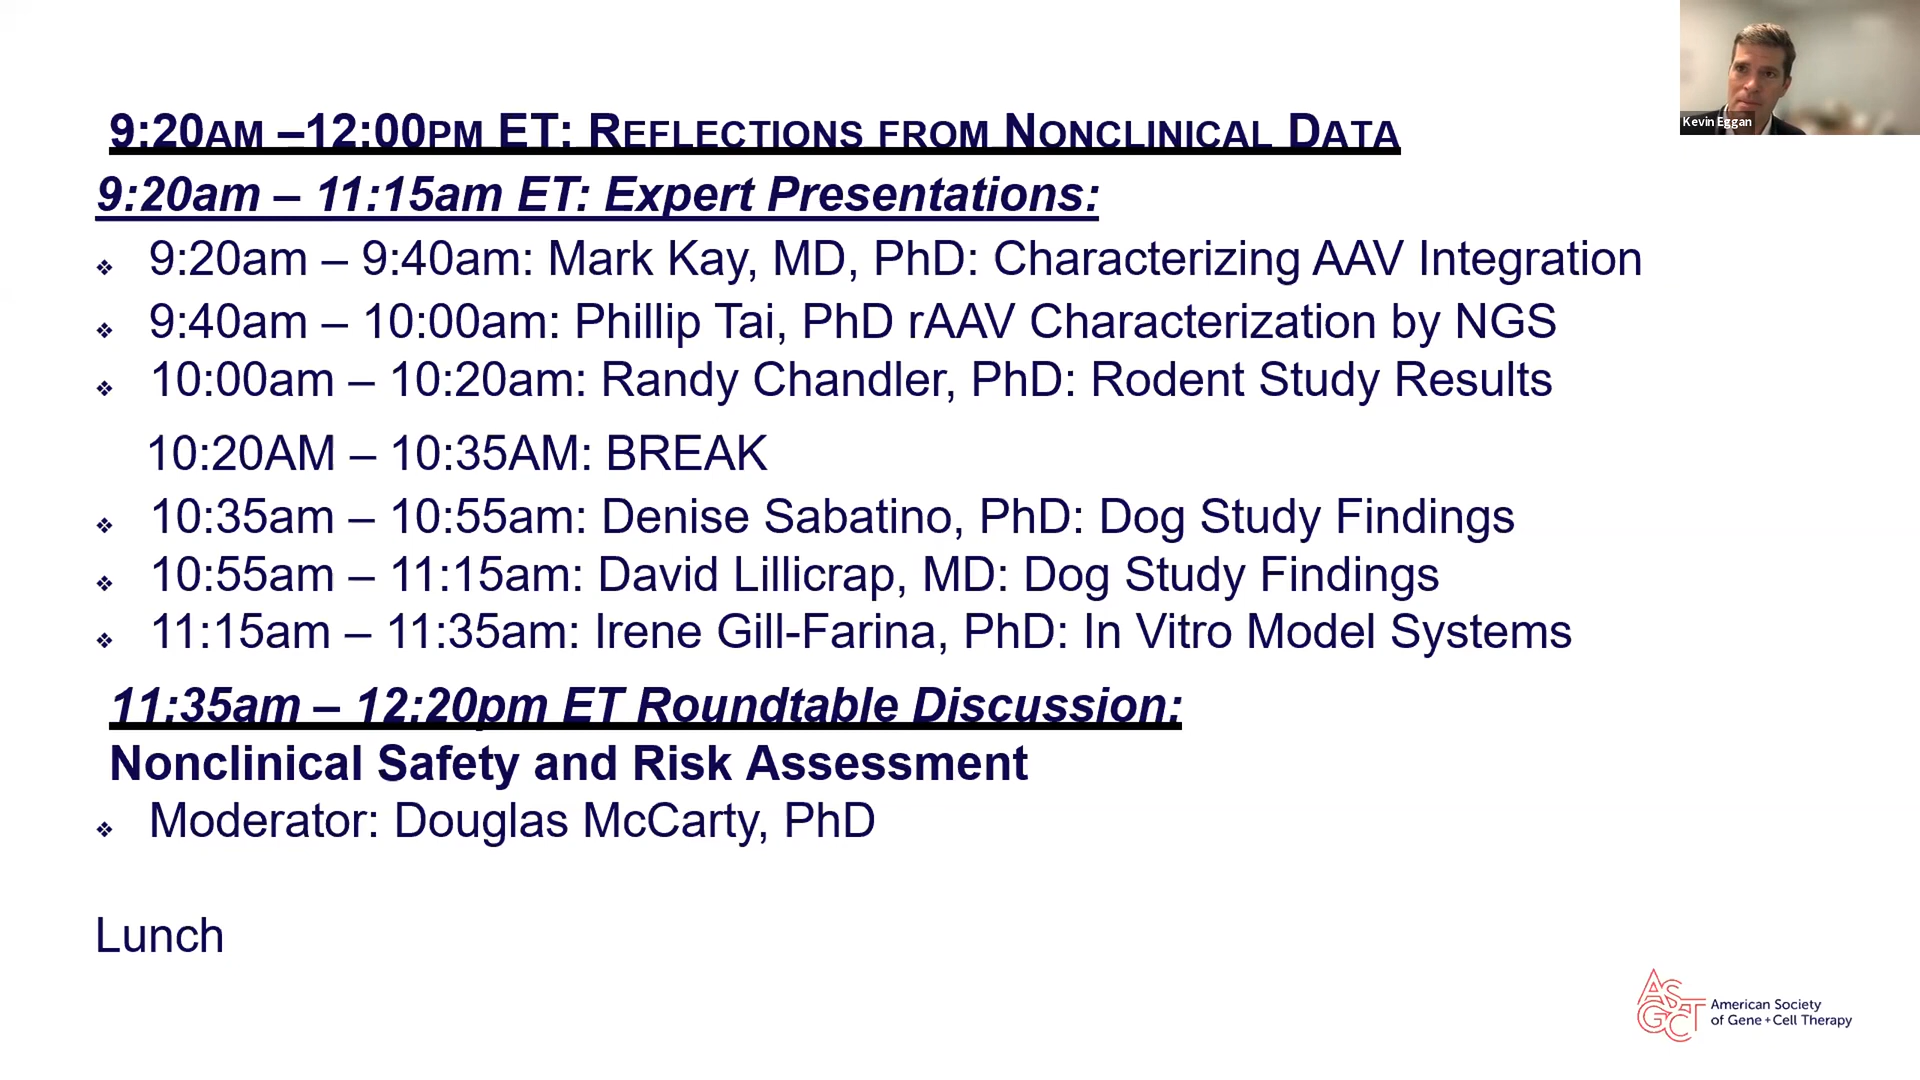 9:20AM –12:00PM ET: REFLECTIONS FROM NONCLINICAL DATA
9:20am – 11:15am ET: Expert Presentations:
❖ 9:20am – 9:40am: Mark Kay, MD, PhD: Characterizing AAV Integration
❖ 9:40am – 10:00am: Phillip Tai, PhD rAAV Characterization by NGS
❖ 10:00am – 10:20am: Randy Chandler, PhD: Rodent Study Results
10:20AM – 10:35AM: BREAK
❖ 10:35am – 10:55am: Denise Sabatino, PhD: Dog Study Findings
❖ 10:55am – 11:15am: David Lillicrap, MD: Dog Study Findings
❖ 11:15am – 11:35am: Irene Gill-Farina, PhD: In Vitro Model Systems
11:35am – 12:20pm ET Roundtable Discussion:
Nonclinical Safety and Risk Assessment
❖ Moderator: Douglas McCarty, PhD
Lunch
Kevin Eggan
ASGCT
American Society
of Gene + Cell Therapy